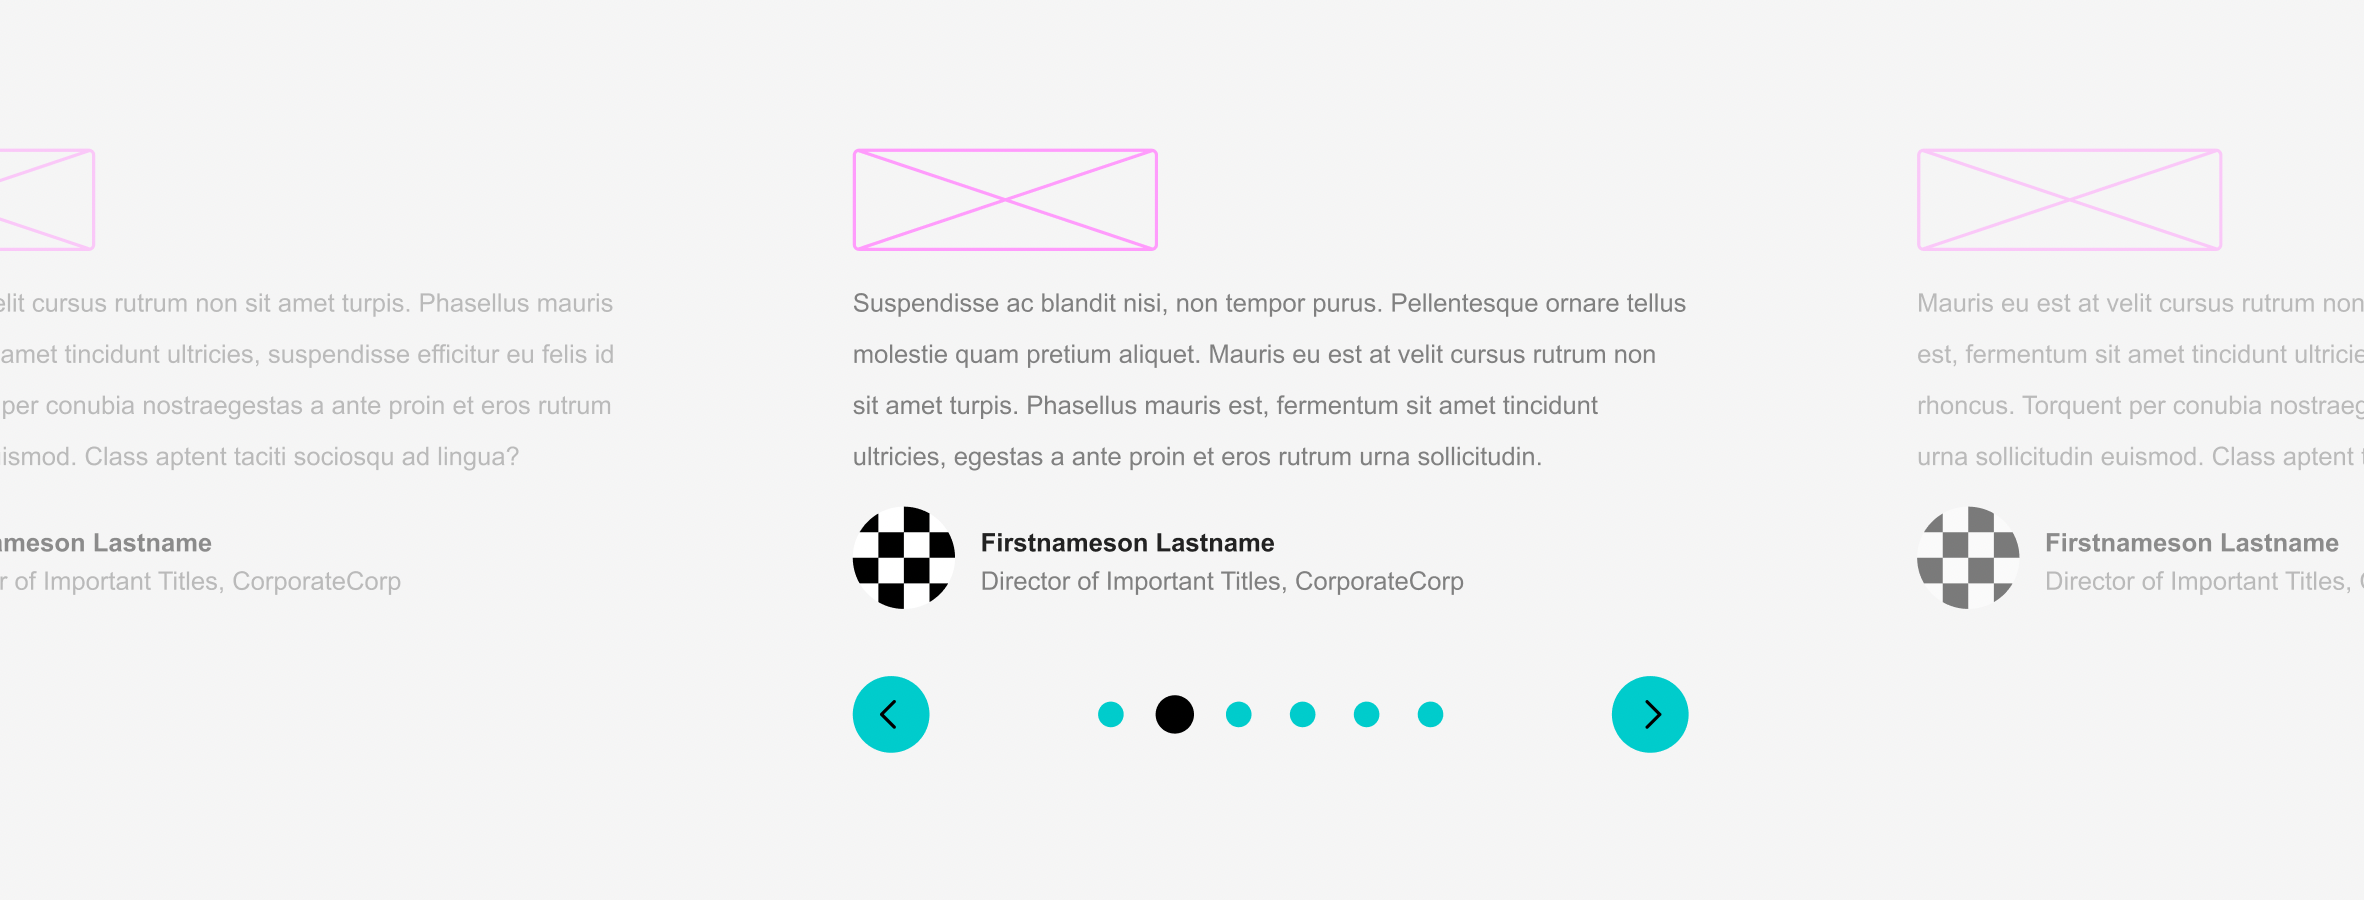 cursus rutrum non sit amet turpis. Phasellus mauris
amet tincidunt ultricies, suspendisse efficitur eu felis id
per conubia nostraegestas a ante proin et eros rutrum
Class aptent taciti sociosqu ad lingua?
Lastname
of Important Titles, CorporateCorp
Suspendisse ac blandit nisi, non tempor purus. Pellentesque ornare tellus
molestie quam pretium aliquet. Mauris eu est at velit cursus rutrum non
sit amet turpis. Phasellus mauris est, fermentum sit amet tincidunt
ultricies, egestas a ante proin et eros rutrum urna sollicitudin.
Firstnameson Lastname
Director of Important Titles, CorporateCorp
Mauris eu est at velit cursus rutrum non
est, fermentum sit amet tincidunt
rhoncus. Torquent per conubia
urna sollicitudin euismod. Class aptent
Firstnameson Lastname
Director of Important Titles,